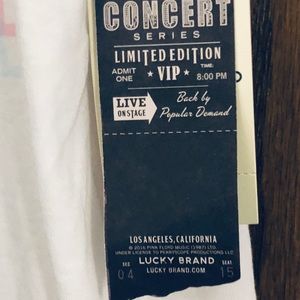 CONCERT
SERIES
LIMITED EDITION
ADMIT ONE ★ VIP ★ TIME: 8:00 PM
LIVE ON STAGE
Back by
Popular Demand
LOS ANGELES, CALIFORNIA
© 2016 PINK FLOYD MUSIC (1987) LTD.
UNDER LICENSE TO PERRYSCOPE PRODUCTIONS LLC
LUCKY BRAND
LUCKYBRAND.COM
SEC 04
SEAT 15